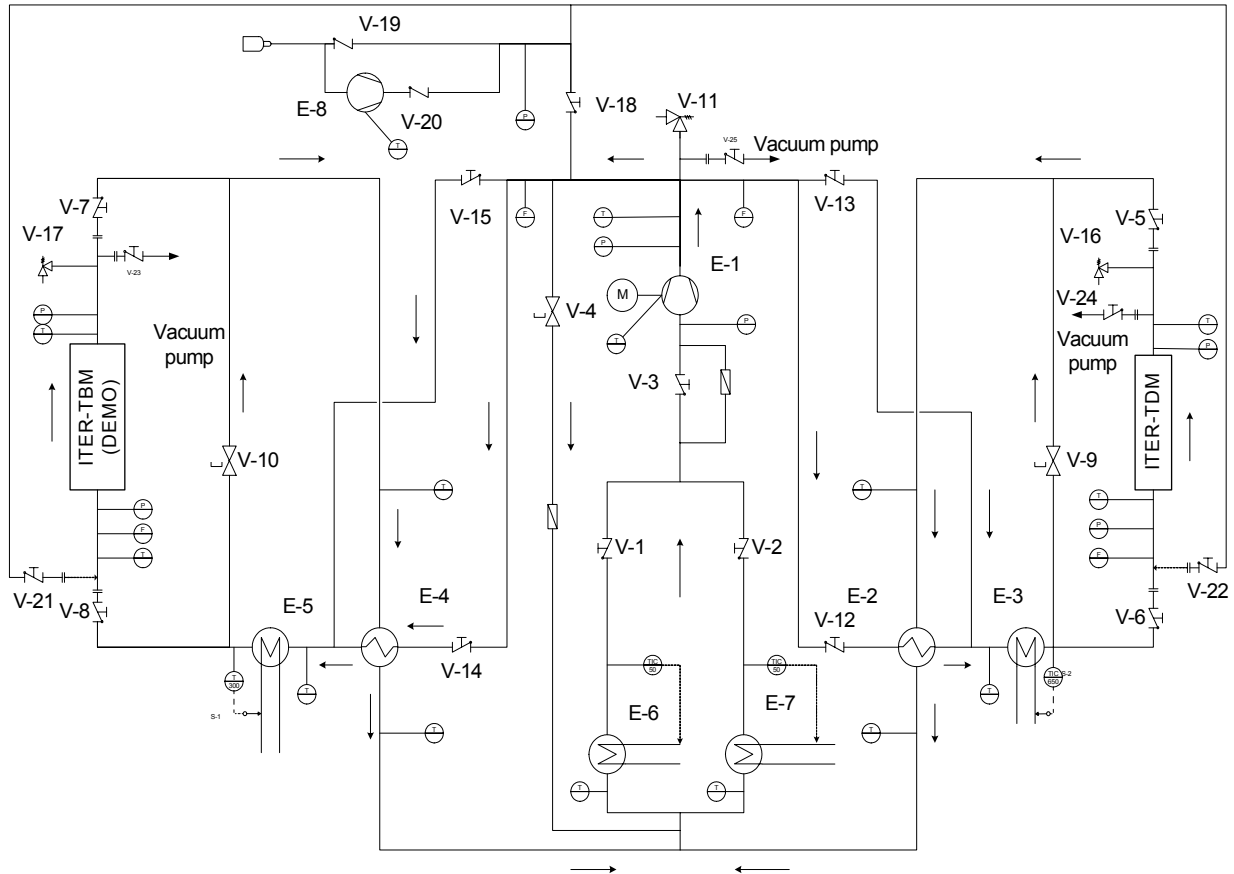 V-19
E-8
V-20
P
T
V-18
V-11
V-25
Vacuum pump
V-7
V-17
V-23
P
T
Vacuum
pump
ITER-TBM
(DEMO)
V-10
P
F
T
V-21
V-8
E-5
E-4
T
300
S-1
T
T
T
V-14
V-15
F
V-4
T
P
F
E-1
M
T
P
V-3
V-13
V-1
V-2
TIC
50
TIC
50
E-6
E-7
T
T
T
T
E-2
V-12
E-3
T
TIC
650
S-2
V-9
V-5
V-16
V-24
Vacuum
pump
T
P
ITER-TDM
T
P
F
V-22
V-6